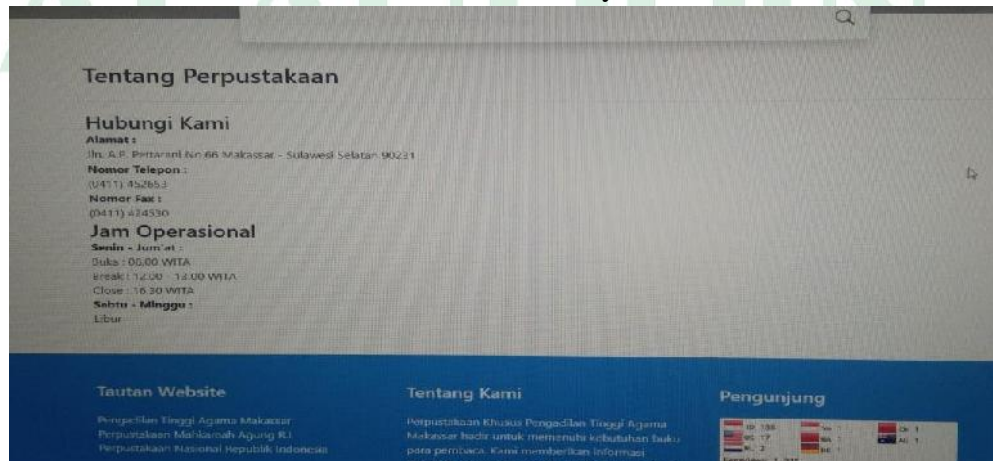 Tentang Perpustakaan
Hubungi Kami
Alamat :
Jln. A.P. Pettarani No 66 Makassar - Sulawesi Selatan 90231
Nomor Telepon :
(0411) 452653
Nomor Fax :
(0411)
Jam Operasional
Senin - Jum'at :
Buka : 08.00 WITA
Break : 12.00 - 13.00 WITA
Close : 16.30 WITA
Sabtu - Minggu :
Libur
Tautan Website
Pengadilan Tinggi Agama Makassar
Perpustakaan Mahkamah Agung R.I
Perpustakaan Nasional Republik Indonesia
Tentang Kami
Perpustakaan Khusus Pengadilan Tinggi Agama
Makassar hadir untuk memenuhi kebutuhan buku
para pembaca. Kami memberikan informasi
Pengunjung